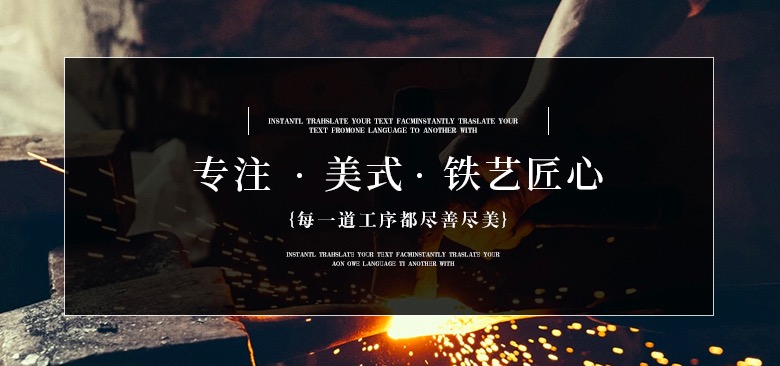 INSTANTL TRAHSLATE YOUR TEXT FACMINSTANTLY TRASLATE YOUR
TEXT FROMONE LANGUAGE TO ANOTHER WITH
专注 · 美式 · 铁艺匠心
{每一道工序都尽善尽美}
INSTANTL TRAHSLATE YOUR TEXT FACMINSTANTLY TRASLATE YOUR
AON OWE LANGUAGE TI ANOTHER WITH